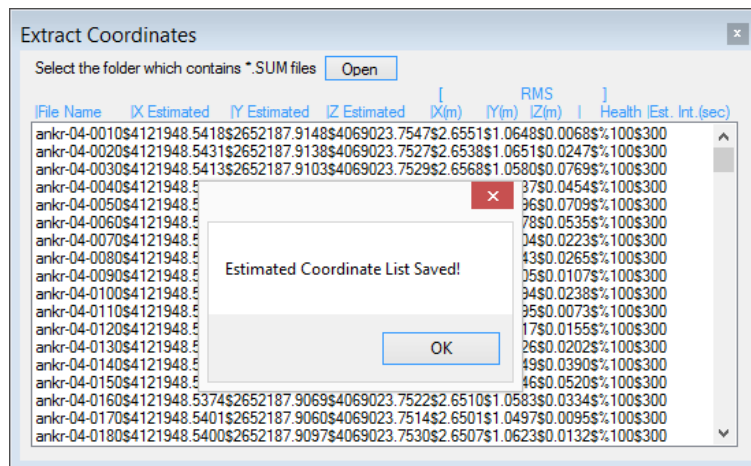 Extract Coordinates
x
Select the folder which contains *.SUM files Open
[ RMS ]
|File Name |X Estimated |Y Estimated |Z Estimated |X(m) |Y(m) |Z(m) | Health |Est. Int.(sec)
ankr-04-0010$4121948.5418$2652187.9148$4069023.7547$2.6551$1.0648$0.0068$%100$300
ankr-04-0020$4121948.5431$2652187.9138$4069023.7527$2.6538$1.0651$0.0247$%100$300
ankr-04-0030$4121948.5413$2652187.9103$4069023.7529$2.6568$1.0580$0.0769$%100$300
ankr-04-0040$4121948.5 37$0.0454$%100$300
ankr-04-0050$4121948.5 96$0.0709$%100$300
ankr-04-0060$4121948.5 78$0.0535$%100$300
ankr-04-0070$4121948.5 04$0.0223$%100$300
ankr-04-0080$4121948.5 43$0.0265$%100$300
ankr-04-0090$4121948.5 05$0.0107$%100$300
ankr-04-0100$4121948.5 94$0.0238$%100$300
ankr-04-0110$4121948.5 95$0.0073$%100$300
ankr-04-0120$4121948.5 17$0.0155$%100$300
ankr-04-0130$4121948.5 26$0.0202$%100$300
ankr-04-0140$4121948.5 49$0.0390$%100$300
ankr-04-0150$4121948.5 46$0.0520$%100$300
ankr-04-0160$4121948.5374$2652187.9069$4069023.7522$2.6510$1.0583$0.0334$%100$300
ankr-04-0170$4121948.5401$2652187.9060$4069023.7514$2.6501$1.0497$0.0095$%100$300
ankr-04-0180$4121948.5400$2652187.9097$4069023.7530$2.6507$1.0623$0.0132$%100$300
Estimated Coordinate List Saved!
OK